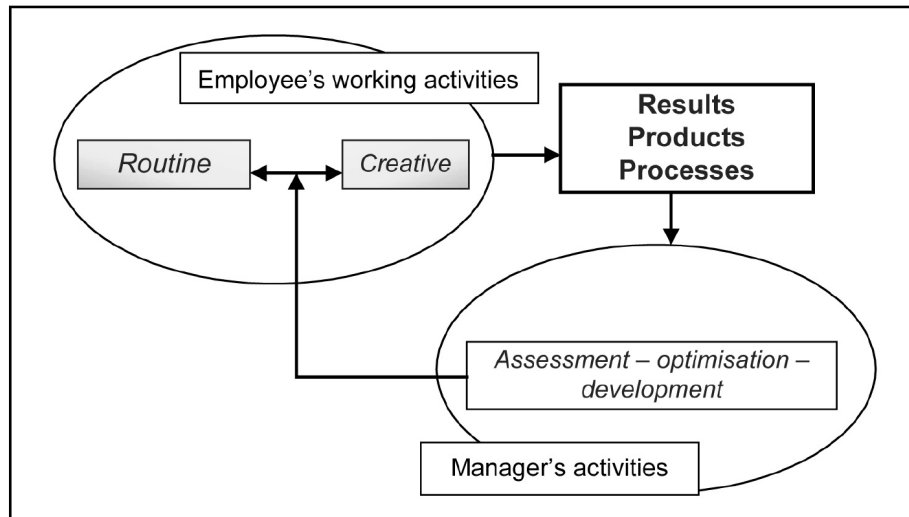 Employee’s working activities
Routine
Creative
Results
Products
Processes
Assessment – optimisation –
development
Manager’s activities